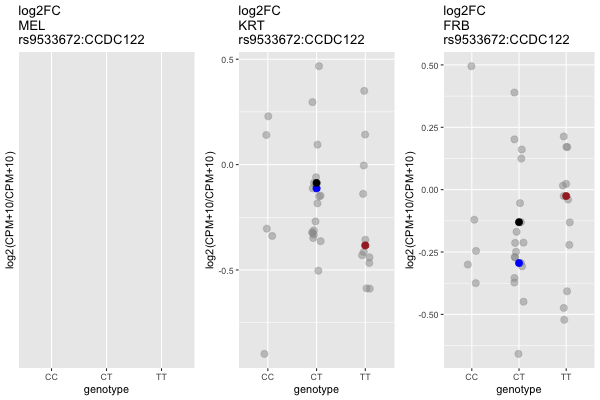 log2FC
MEL
rs9533672:CCDC122
log2(CPM+10/CPM+10)
CC CT TT
genotype
log2FC
KRT
rs9533672:CCDC122
log2(CPM+10/CPM+10)
0.5
0.0
-0.5
CC CT TT
genotype
log2FC
FRB
rs9533672:CCDC122
log2(CPM+10/CPM+10)
0.50
0.25
0.00
-0.25
-0.50
CC CT TT
genotype